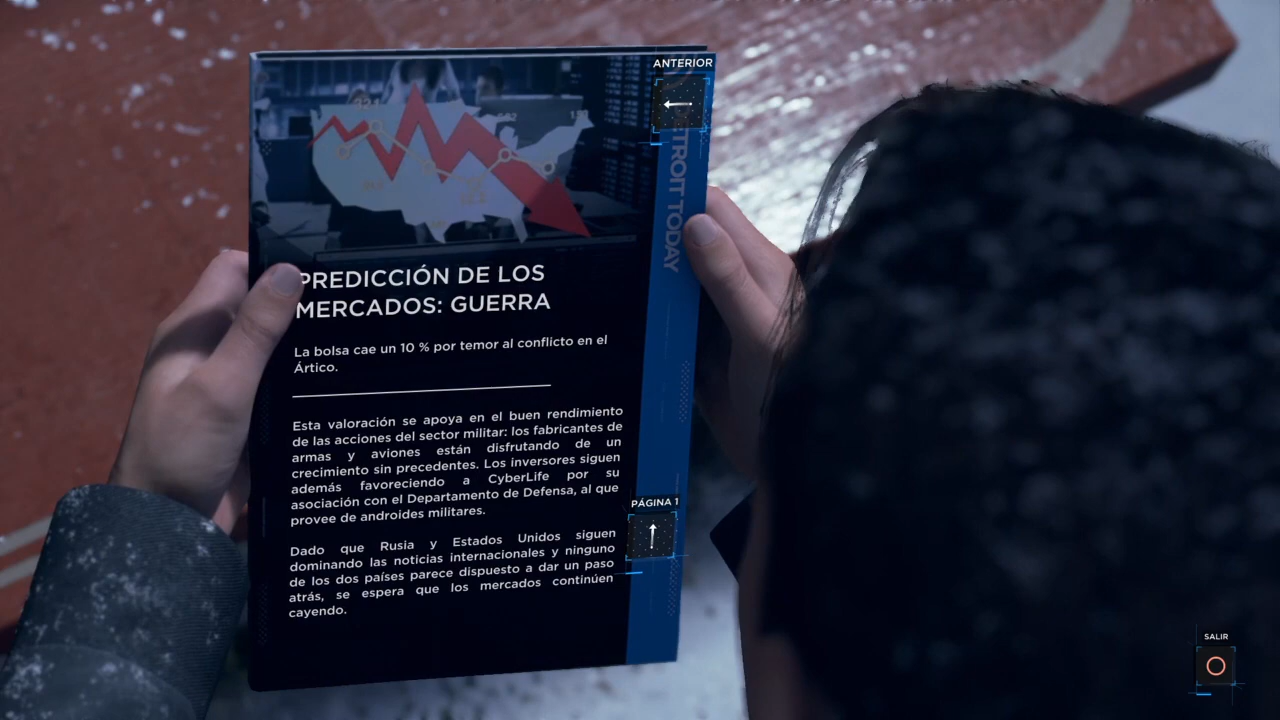 ANTERIOR
TROIT TODAY
PREDICCIÓN DE LOS
MERCADOS: GUERRA
La bolsa cae un 10 % por temor al conflicto en el
Ártico.
Esta valoración se apoya en el buen rendimiento
de las acciones del sector militar: los fabricantes de
armas y aviones están disfrutando de un
crecimiento sin precedentes. Los inversores siguen
además favoreciendo a CyberLife por su
asociación con el Departamento de Defensa, al que
provee de androides militares.
PÁGINA 1
Dado que Rusia y Estados Unidos siguen
dominando las noticias internacionales y ninguno
de los dos países parece dispuesto a dar un paso
atrás, se espera que los mercados continúen
cayendo.
SALIR